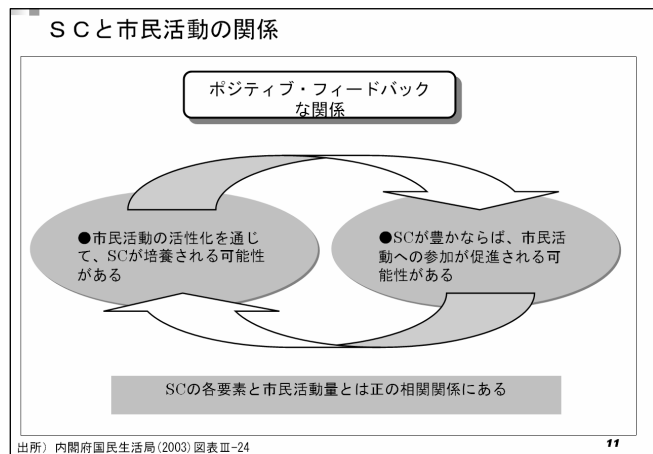 ＳＣと市民活動の関係
ポジティブ・フィードバック
な関係
●市民活動の活性化を通じ
て、SCが培養される可能性
がある
●SCが豊かならば、市民活
動への参加が促進される可
能性がある
SCの各要素と市民活動量とは正の相関関係にある
出所）内閣府国民生活局(2003)図表Ⅲ-24
11